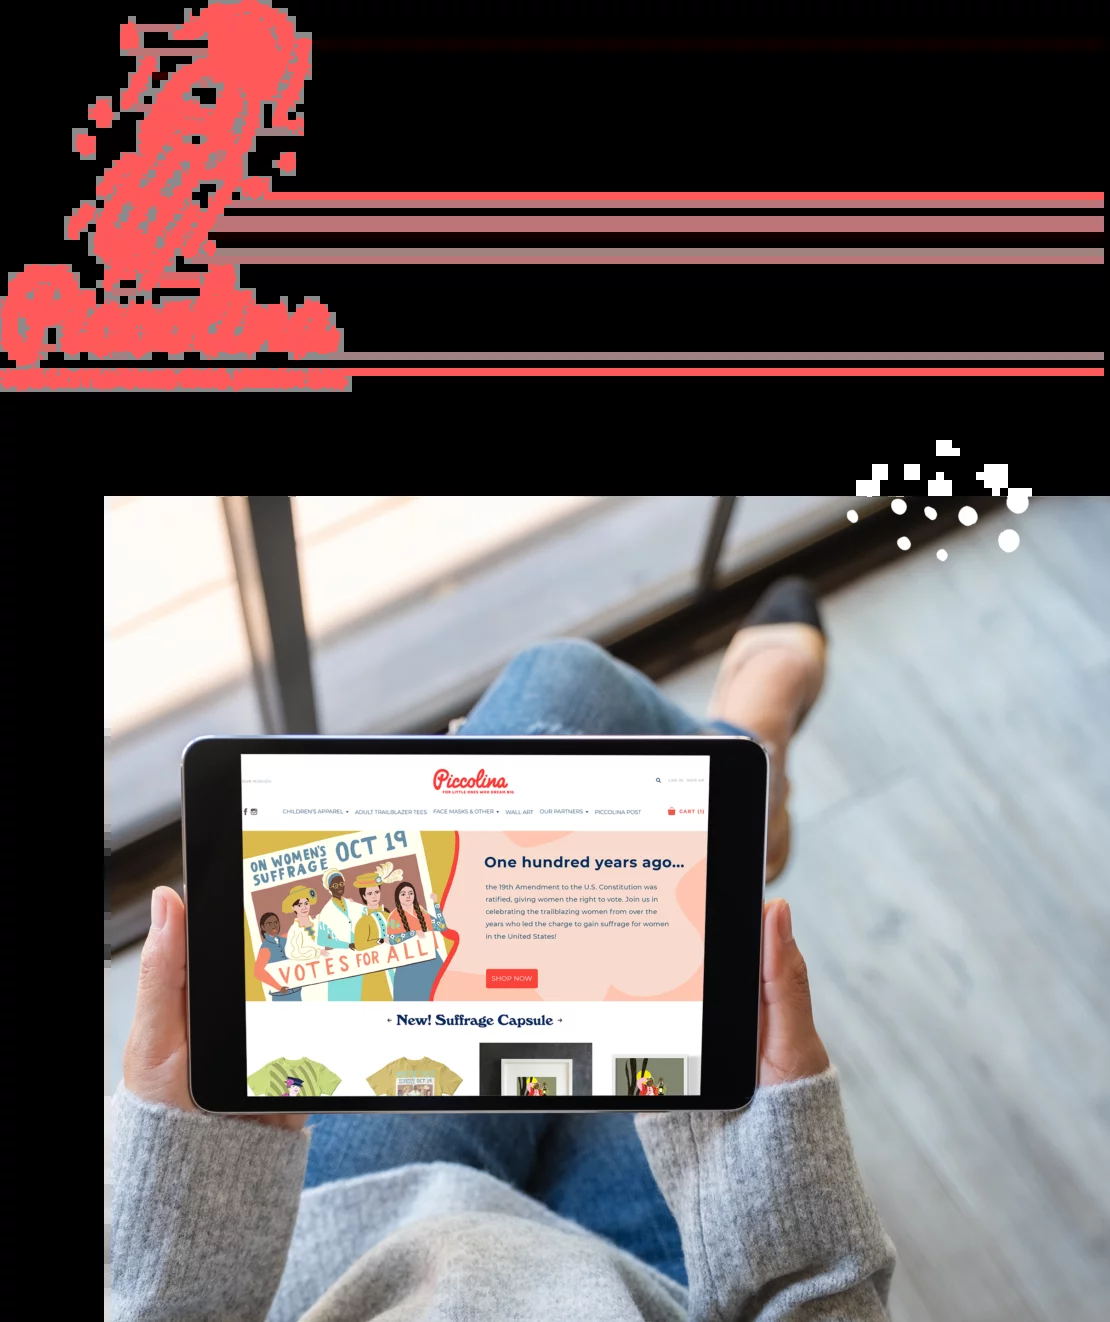 Piccolina
Piccolina
FOR LITTLE ONES WHO DREAM BIG
CHILDREN'S APPAREL
ADULT TRAILBLAZER TEES
FACE MASKS & OTHER
WALL ART
OUR PARTNERS
PICCOLINA POST
CART (1)
ON WOMEN'S
SUFFRAGE
OCT 19
VOTES FOR ALL!
One hundred years ago...
the 19th Amendment to the U.S. Constitution was
ratified, giving women the right to vote. Join us in
celebrating the trailblazing women from over the
years who led the charge to gain suffrage for women
in the United States!
SHOP NOW
New! Suffrage Capsule
OCT 19